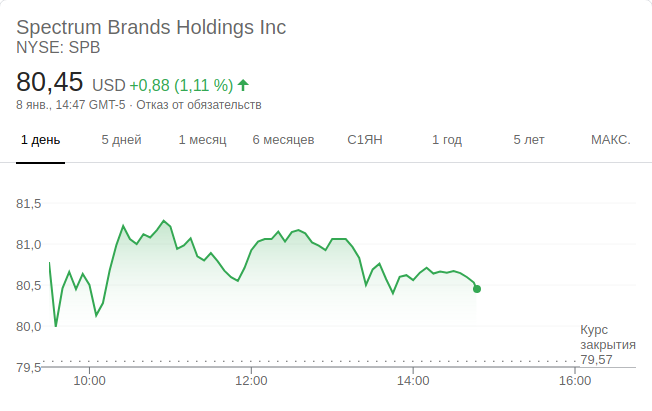 Spectrum Brands Holdings Inc
NYSE: SPB
80,45 USD +0,88 (1,11 %)
8 янв., 14:47 GMT-5 · Отказ от обязательств
1 день 5 дней 1 месяц 6 месяцев С1ЯН 1 год 5 лет МАКС.
81,5
81,0
80,5
80,0
Курс
закрытия
79,57
79,5
10:00 12:00 14:00 16:00